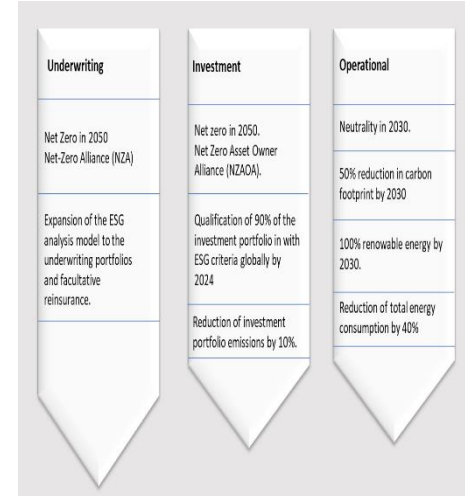 Underwriting
Net Zero in 2050
Net-Zero Alliance (NZA)
Expansion of the ESG
analysis model to the
underwriting portfolios
and facultative
reinsurance.
Investment
Net zero in 2050.
Net Zero Asset Owner
Alliance (NZAOA).
Qualification of 90% of the
investment portfolio in with
ESG criteria globally by
2024
Reduction of investment
portfolio emissions by 10%.
Operational
Neutrality in 2030.
50% reduction in carbon
footprint by 2030
100% renewable energy by
2030.
Reduction of total energy
consumption by 40%